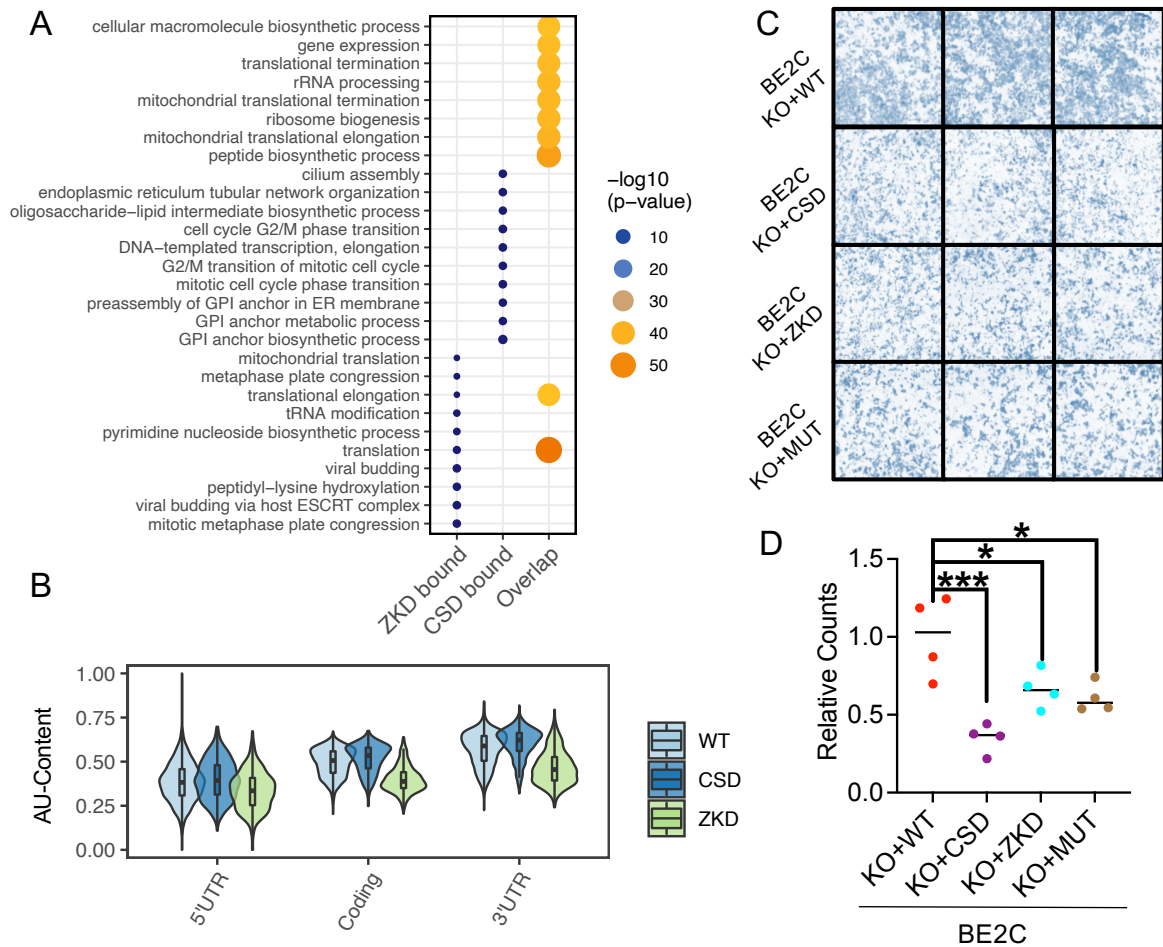 A
cellular macromolecule biosynthetic process
gene expression
translational termination
rRNA processing
mitochondrial translational termination
ribosome biogenesis
mitochondrial translational elongation
peptide biosynthetic process
cilium assembly
endoplasmic reticulum tubular network organization
oligosaccharide−lipid intermediate biosynthetic process
cell cycle G2/M phase transition
DNA−templated transcription, elongation
G2/M transition of mitotic cell cycle
mitotic cell cycle phase transition
preassembly of GPI anchor in ER membrane
GPI anchor metabolic process
GPI anchor biosynthetic process
mitochondrial translation
metaphase plate congression
translational elongation
tRNA modification
pyrimidine nucleoside biosynthetic process
translation
viral budding
peptidyl−lysine hydroxylation
viral budding via host ESCRT complex
mitotic metaphase plate congression
ZKD bound
CSD bound
Overlap
−log10
(p−value)
10
20
30
40
50
B
AU-Content
1.00
0.75
0.50
0.25
0.00
5'UTR
Coding
3'UTR
WT
CSD
ZKD
C
BE2C
KO+WT
BE2C
KO+CSD
BE2C
KO+ZKD
BE2C
KO+MUT
D
Relative Counts
1.5
1.0
0.5
0.0
*
*
***
KO+WT
KO+CSD
KO+ZKD
KO+MUT
BE2C